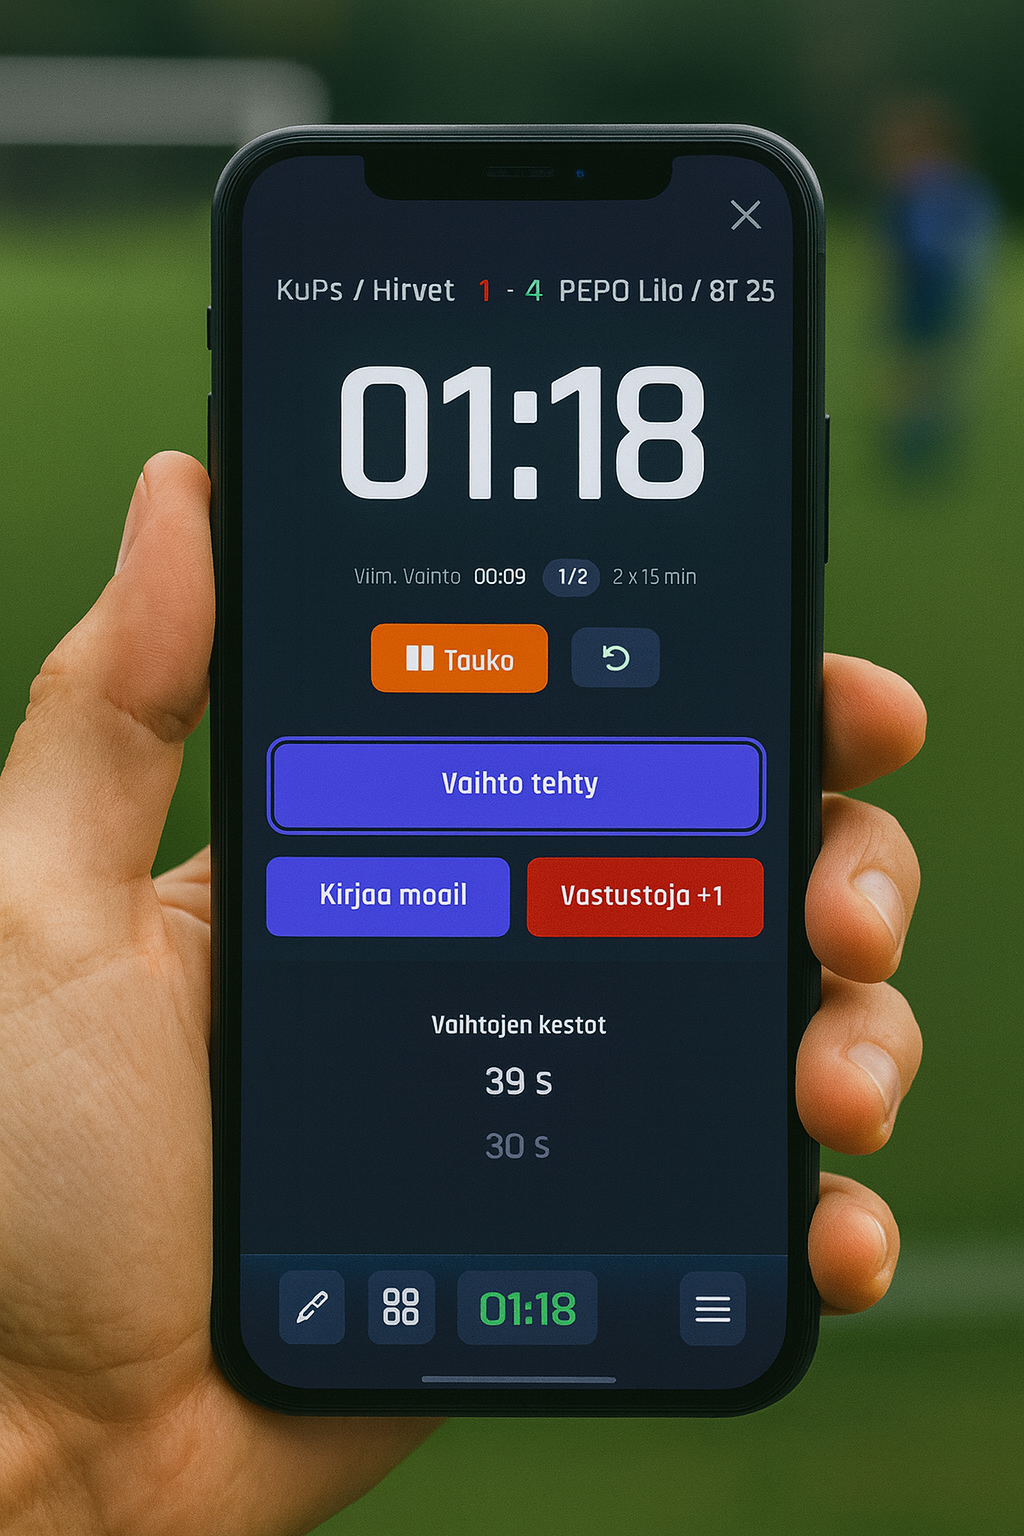 KuPs / Hirvet 1 - 4 PEPO Lila / 8T 25
01:18
Viim. Vainto 00:09 1/2 2 x 15 min
Tauko
Vaihto tehty
Kirjaa moail
Vastustoja +1
Vaihtojen kestot
39 s
30 s
01:18